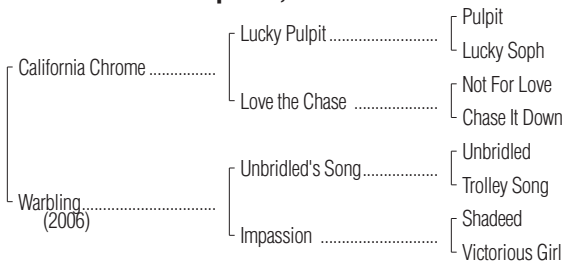 Pulpit
Lucky Pulpit ........................
Lucky Soph
California Chrome ...............
Not For Love
Love the Chase ..................
Chase It Down
Unbridled
Unbridled's Song.................
Trolley Song
Warbling..............................
(2006)
Shadeed
Impassion ..........................
Victorious Girl